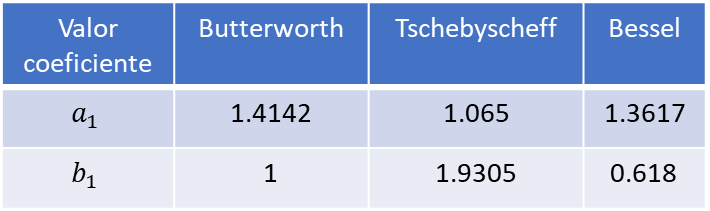 Valor coeficiente Butterworth Tschebyscheff Bessel
a₁ 1.4142 1.065 1.3617
b₁ 1 1.9305 0.618